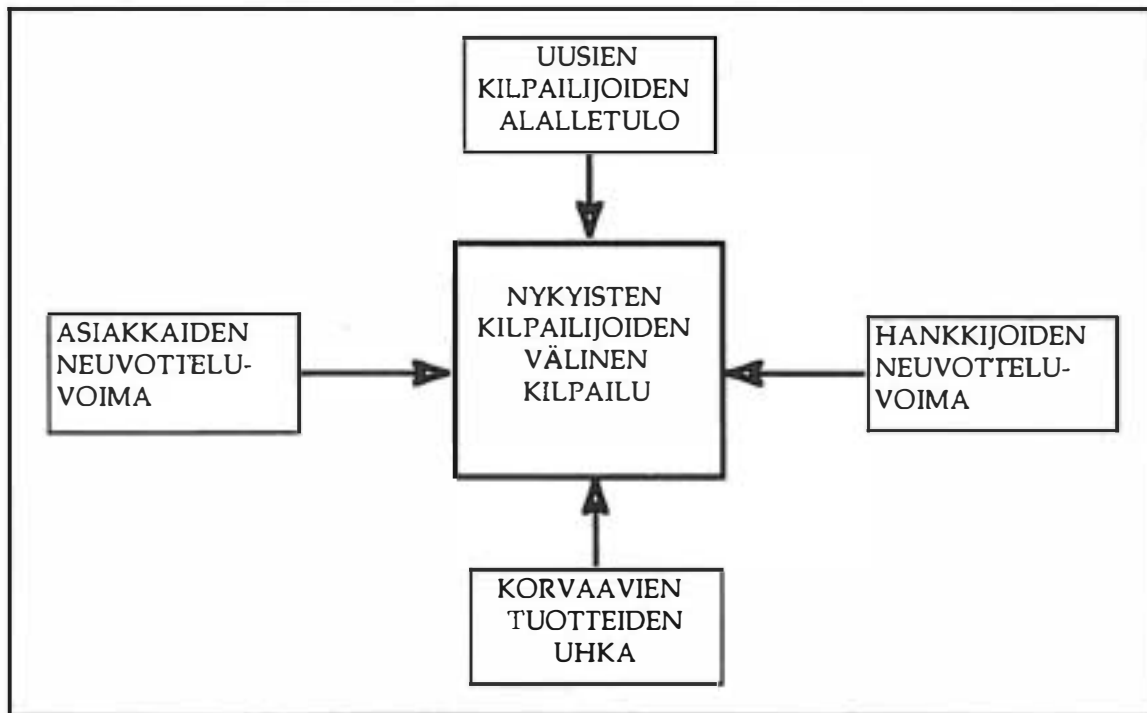 UUSIEN
KILPAILIJOIDEN
ALALLETULO
NYKYISTEN
KILPAILIJOIDEN
VÄLINEN
KILPAILU
ASIAKKAIDEN
NEUVOTTELU-
VOIMA
HANKKIJOIDEN
NEUVOTTELU-
VOIMA
KORVAAVIEN
TUOTTEIDEN
UHKA